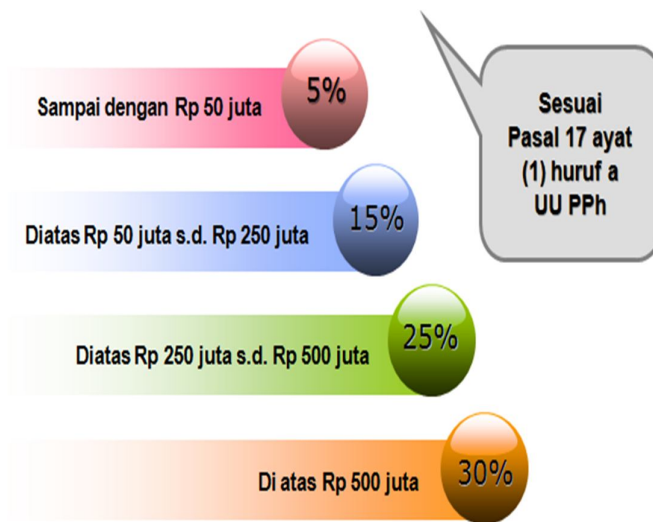 Sampai dengan Rp 50 juta
5%
Diatas Rp 50 juta s.d. Rp 250 juta
15%
Diatas Rp 250 juta s.d. Rp 500 juta
25%
Di atas Rp 500 juta
30%
Sesuai
Pasal 17 ayat
(1) huruf a
UU PPh